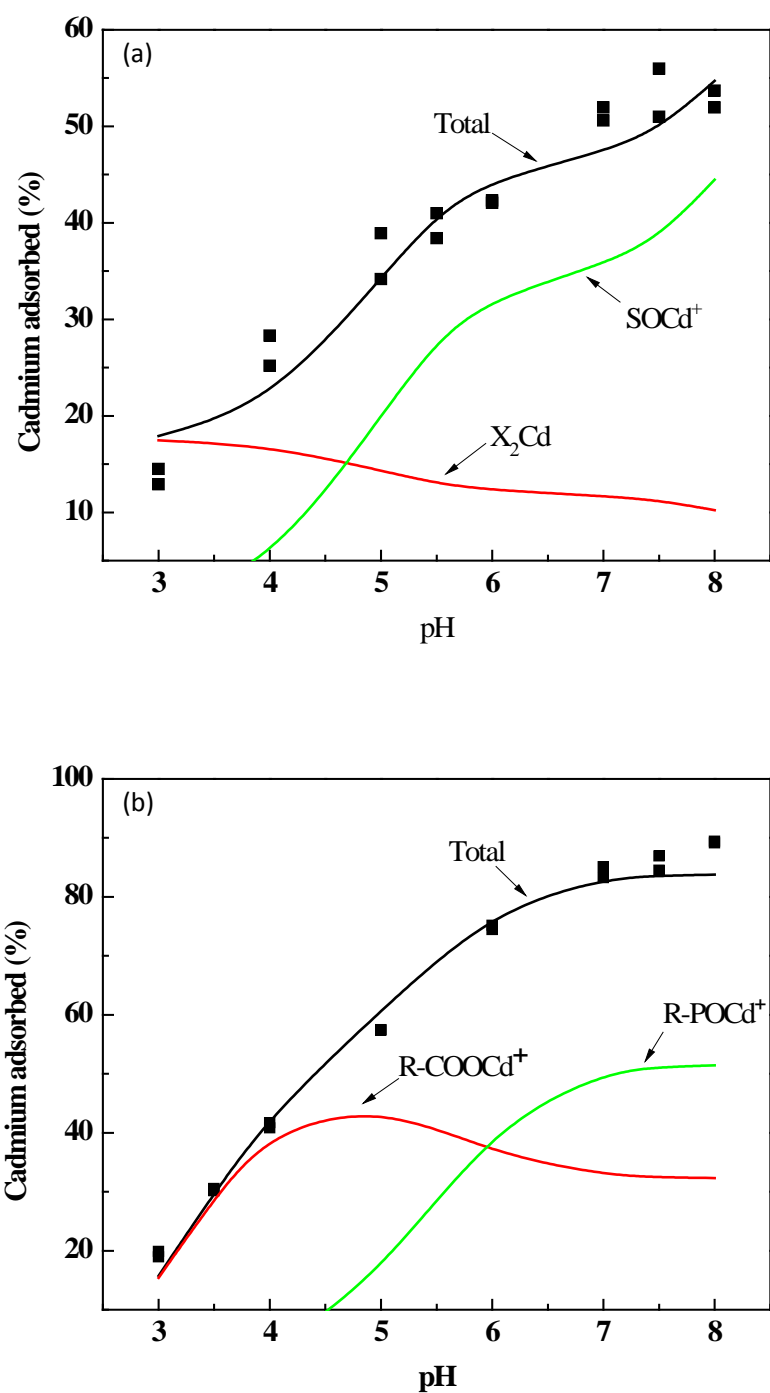 (a)
60
50
40
30
20
10
Cadmium adsorbed (%)
Total
SOCd⁺
X₂Cd
3 4 5 6 7 8
pH
(b)
100
80
60
40
20
Cadmium adsorbed (%)
Total
R-POCd⁺
R-COOCd⁺
3 4 5 6 7 8
pH